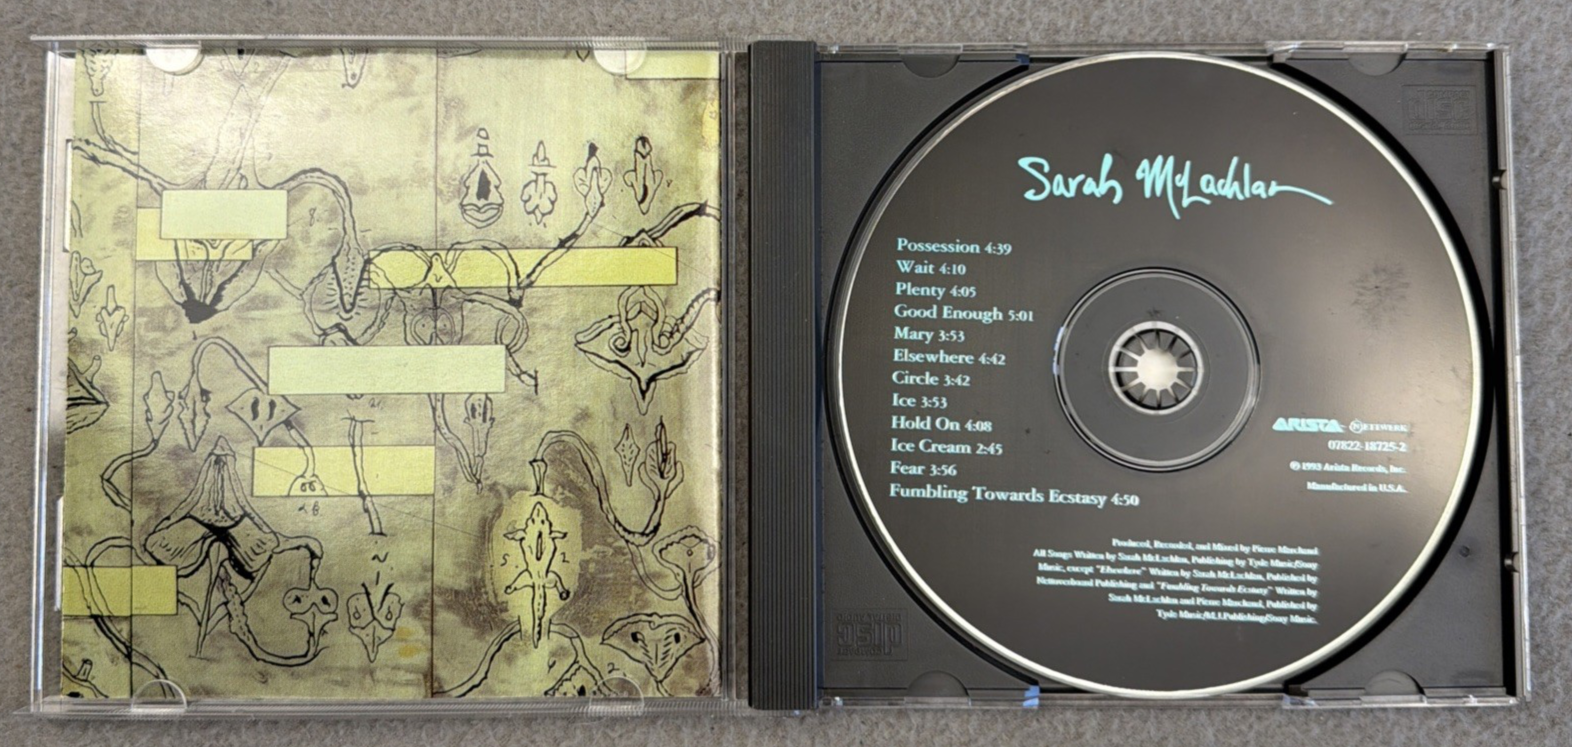 Sarah McLachlan
Possession 4:39
Wait 4:10
Plenty 4:05
Good Enough 5:01
Mary 3:53
Elsewhere 4:42
Circle 3:42
Ice 3:53
Hold On 4:08
Ice Cream 2:45
Fear 3:56
Fumbling Towards Ecstasy 4:50
ARISTA NETTWERK
07822-18725-2
℗ 1993 Arista Records, Inc.
Manufactured in U.S.A.
Produced, Recorded, and Mixed by Pierre Marchand
All Songs Written by Sarah McLachlan, Publishing by Tyde Music/Sony
Music, except "Elsewhere" Written by Sarah McLachlan, Published by
Nettwoverboard Publishing and "Fumbling Towards Ecstasy" Written by
Sarah McLachlan and Pierre Marchand, Published by
Tyde Music/M.J.Publishing/Sony Music.